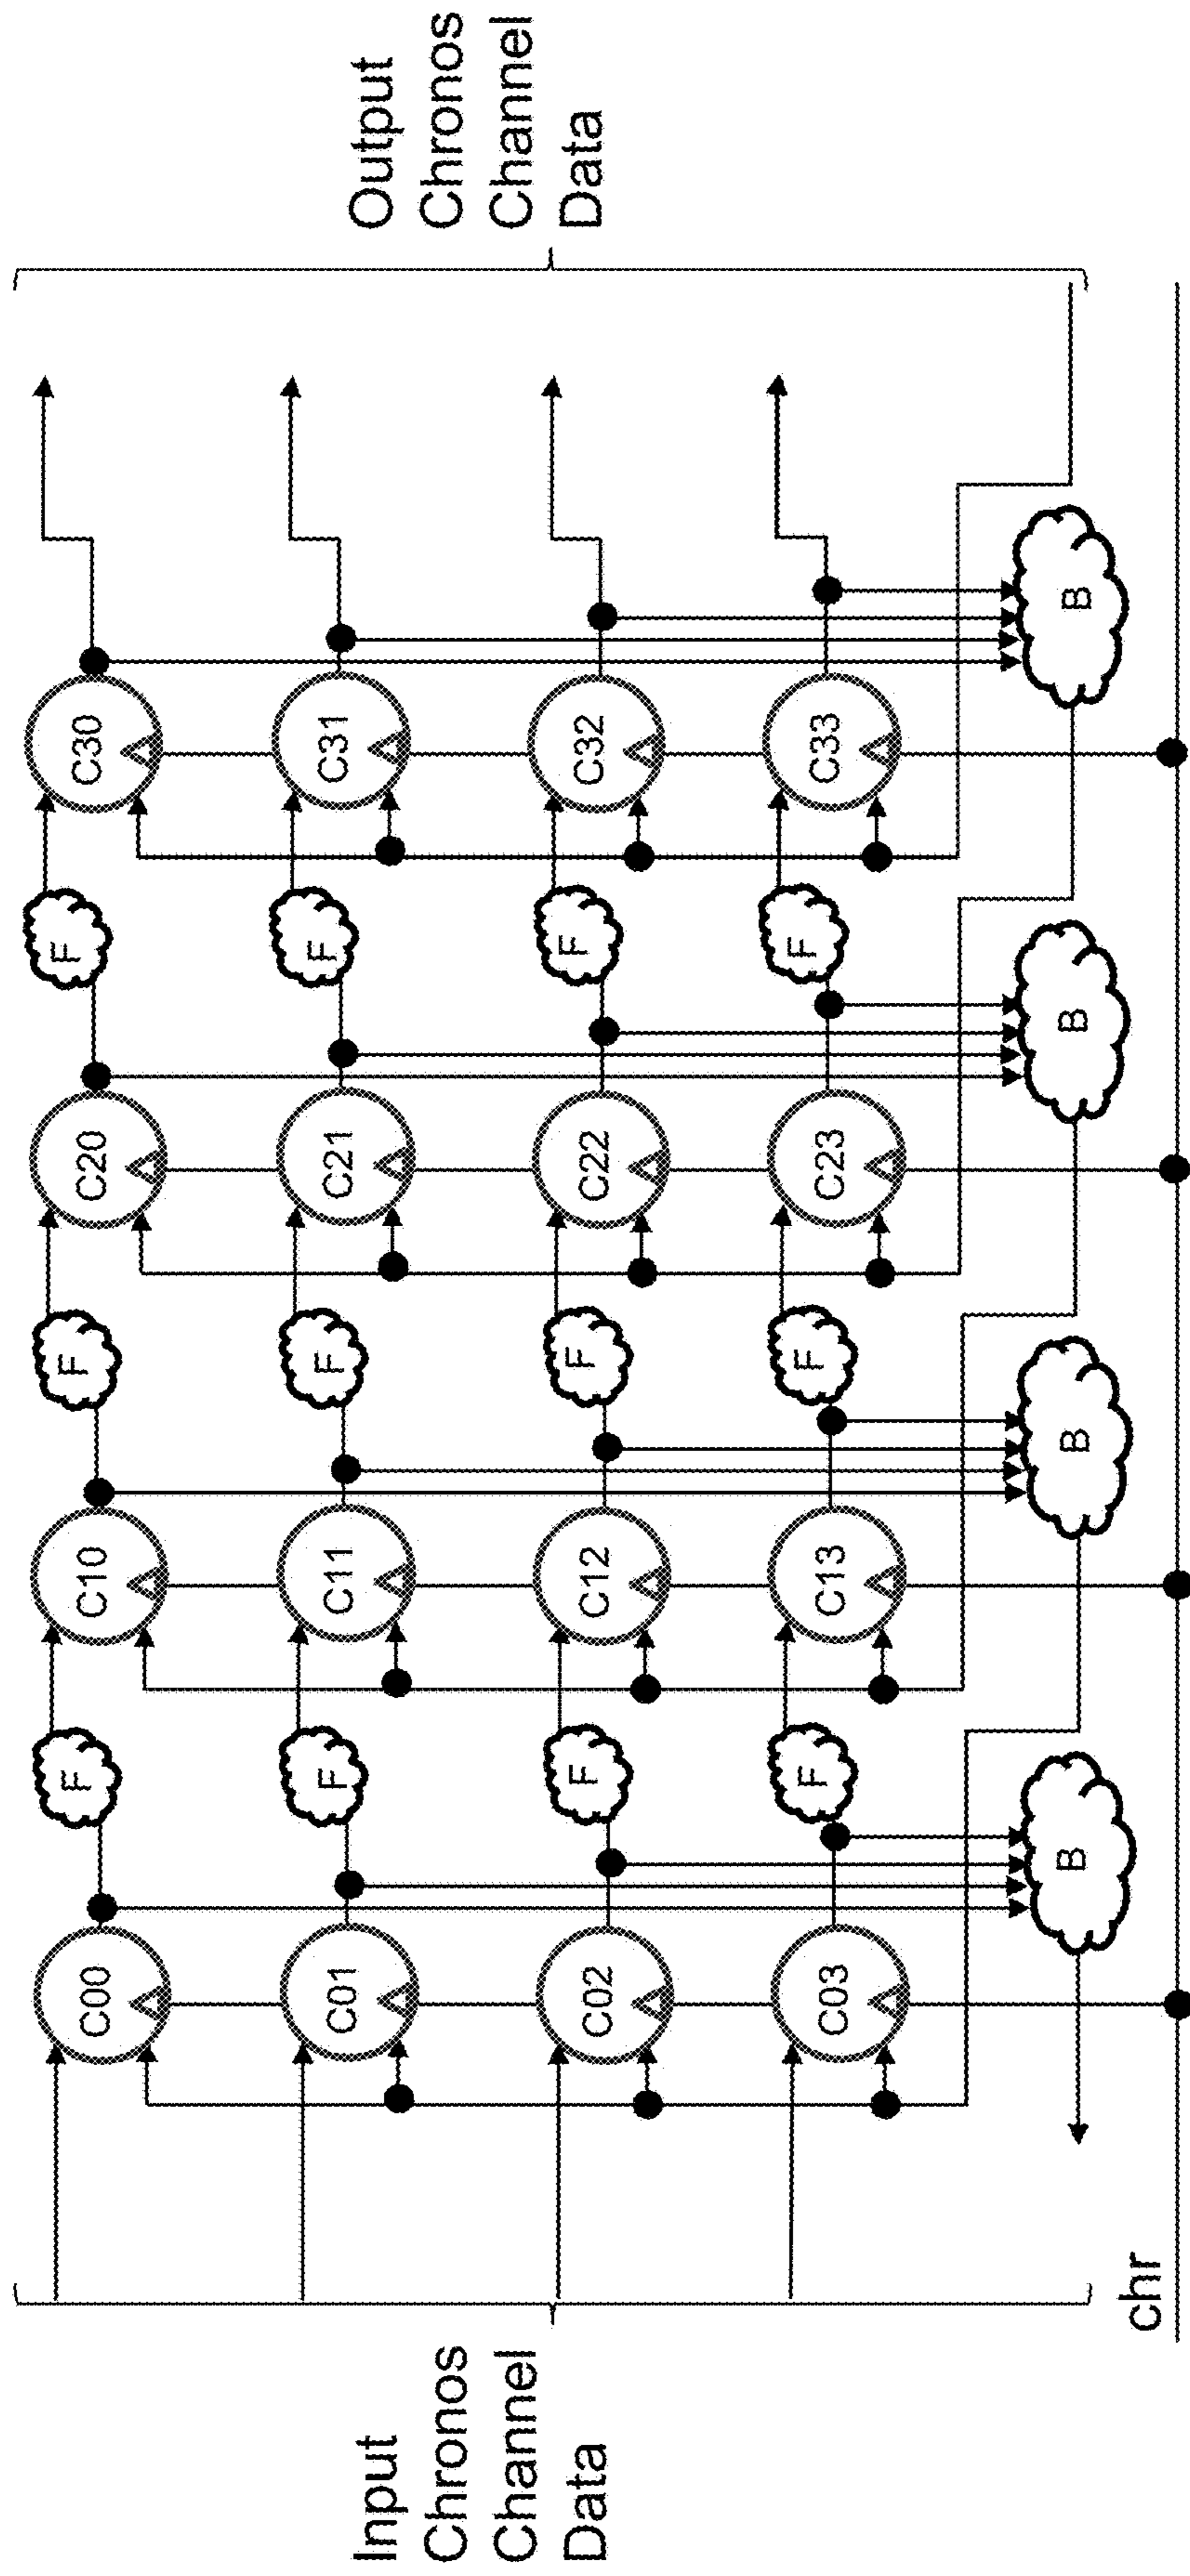 Input
Chronos
Channel
Data
C00
F
C10
F
C20
F
C30
C01
F
C11
F
C21
F
C31
C02
F
C12
F
C22
F
C32
C03
F
C13
F
C23
F
C33
B
B
B
B
chr
Output
Chronos
Channel
Data